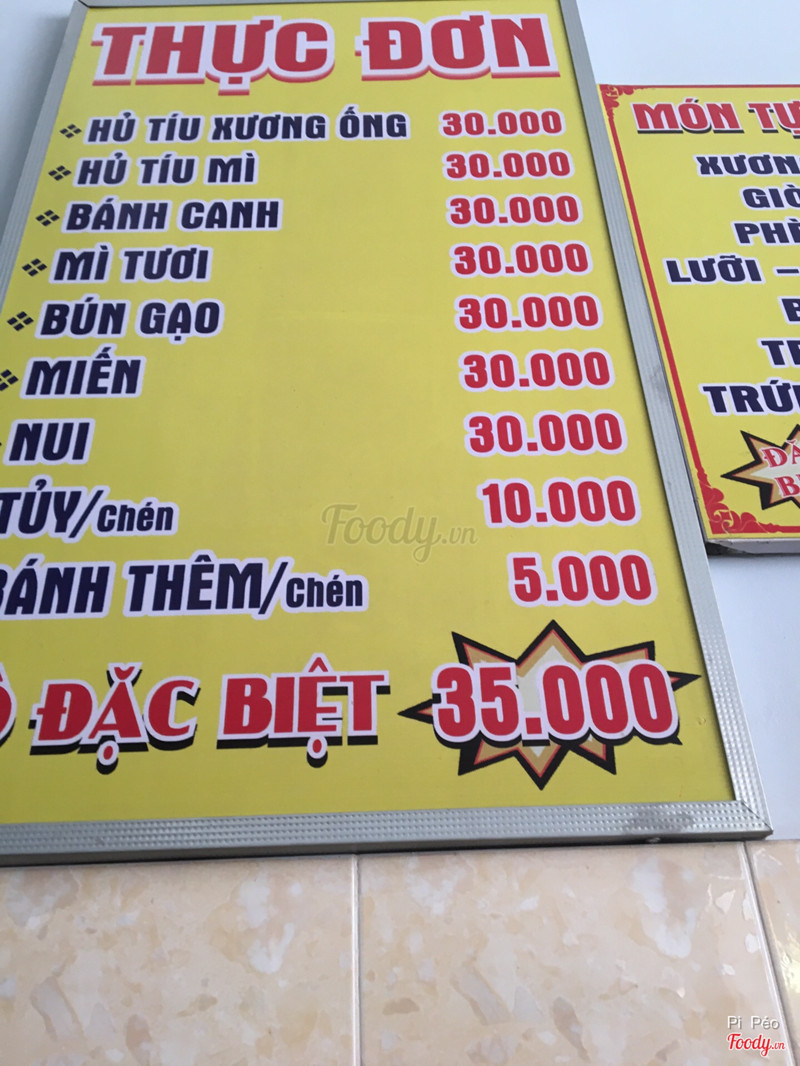 THỰC ĐƠN
HỦ TÍU XƯƠNG ỐNG 30.000
HỦ TÍU MÌ 30.000
BÁNH CANH 30.000
MÌ TƯƠI 30.000
BÚN GẠO 30.000
MIẾN 30.000
NUI 30.000
TỦY/chén 10.000
BÁNH THÊM/chén 5.000
ĐẶC BIỆT 35.000
MÓN TỰ
XƯƠN
GIÒ
PHÈ
LƯỠI –
TRỨN
Foody.vn
Pi Péo
Foody.vn